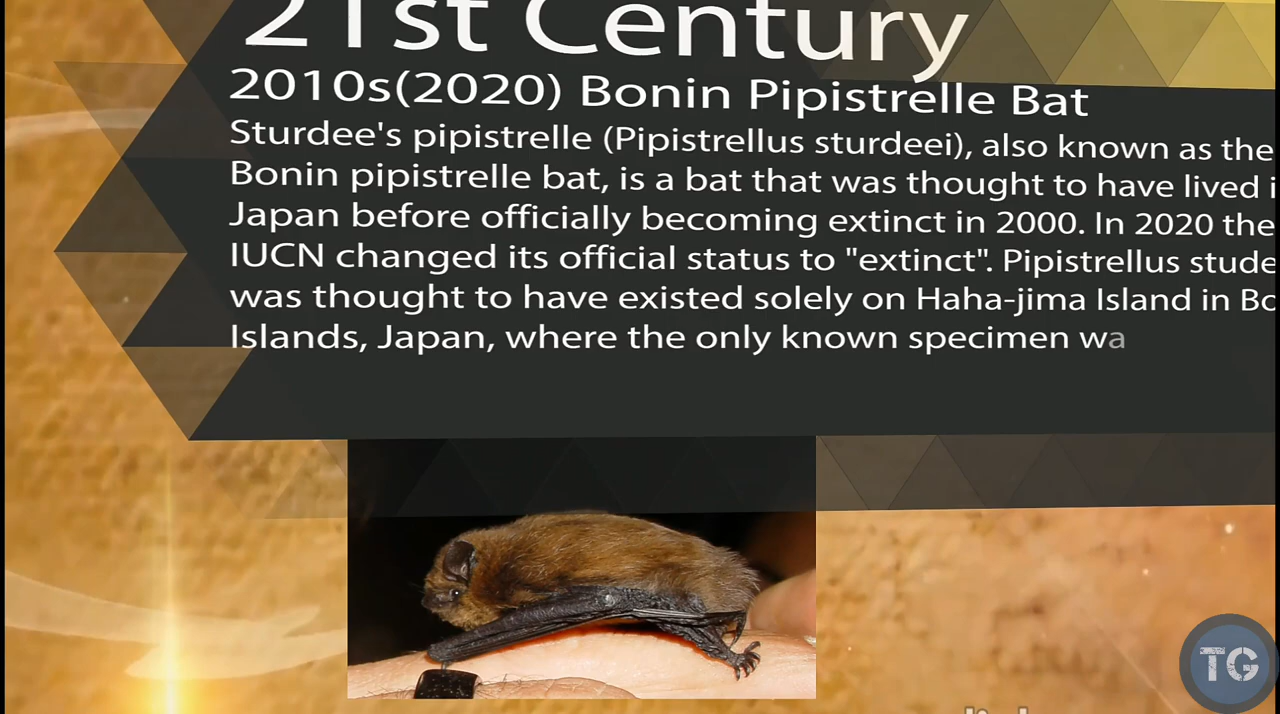 21st Century
2010s(2020) Bonin Pipistrelle Bat
Sturdee's pipistrelle (Pipistrellus sturdeei), also known as the
Bonin pipistrelle bat, is a bat that was thought to have lived i
Japan before officially becoming extinct in 2000. In 2020 the
IUCN changed its official status to "extinct". Pipistrellus stude
was thought to have existed solely on Haha-jima Island in Bo
Islands, Japan, where the only known specimen wa
TG